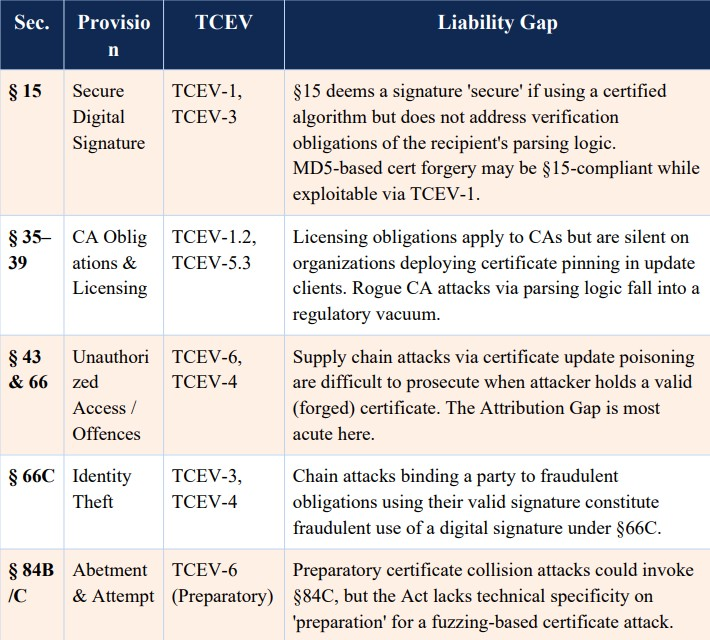 Sec.
Provisio
n
TCEV
Liability Gap
§ 15
Secure
Digital
Signature
TCEV-1,
TCEV-3
§15 deems a signature 'secure' if using a certified
algorithm but does not address verification
obligations of the recipient's parsing logic.
MD5-based cert forgery may be §15-compliant while
exploitable via TCEV-1.
§ 35–
39
CA Oblig
ations &
Licensing
TCEV-1.2,
TCEV-5.3
Licensing obligations apply to CAs but are silent on
organizations deploying certificate pinning in update
clients. Rogue CA attacks via parsing logic fall into a
regulatory vacuum.
§ 43
& 66
Unauthori
zed
Access /
Offences
TCEV-6,
TCEV-4
Supply chain attacks via certificate update poisoning
are difficult to prosecute when attacker holds a valid
(forged) certificate. The Attribution Gap is most
acute here.
§ 66C
Identity
Theft
TCEV-3,
TCEV-4
Chain attacks binding a party to fraudulent
obligations using their valid signature constitute
fraudulent use of a digital signature under §66C.
§ 84B
/C
Abetment
& Attempt
TCEV-6
(Preparatory)
Preparatory certificate collision attacks could invoke
§84C, but the Act lacks technical specificity on
'preparation' for a fuzzing-based certificate attack.